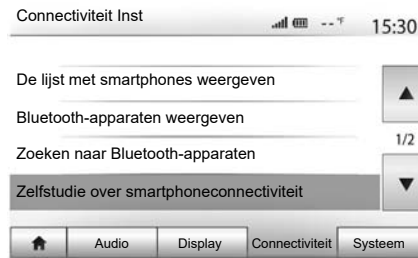 Connectiviteit Inst
-- °F 15:30
De lijst met smartphones weergeven
Bluetooth-apparaten weergeven
1/2
Zoeken naar Bluetooth-apparaten
Zelfstudie over smartphoneconnectiviteit
Audio Display Connectiviteit Systeem